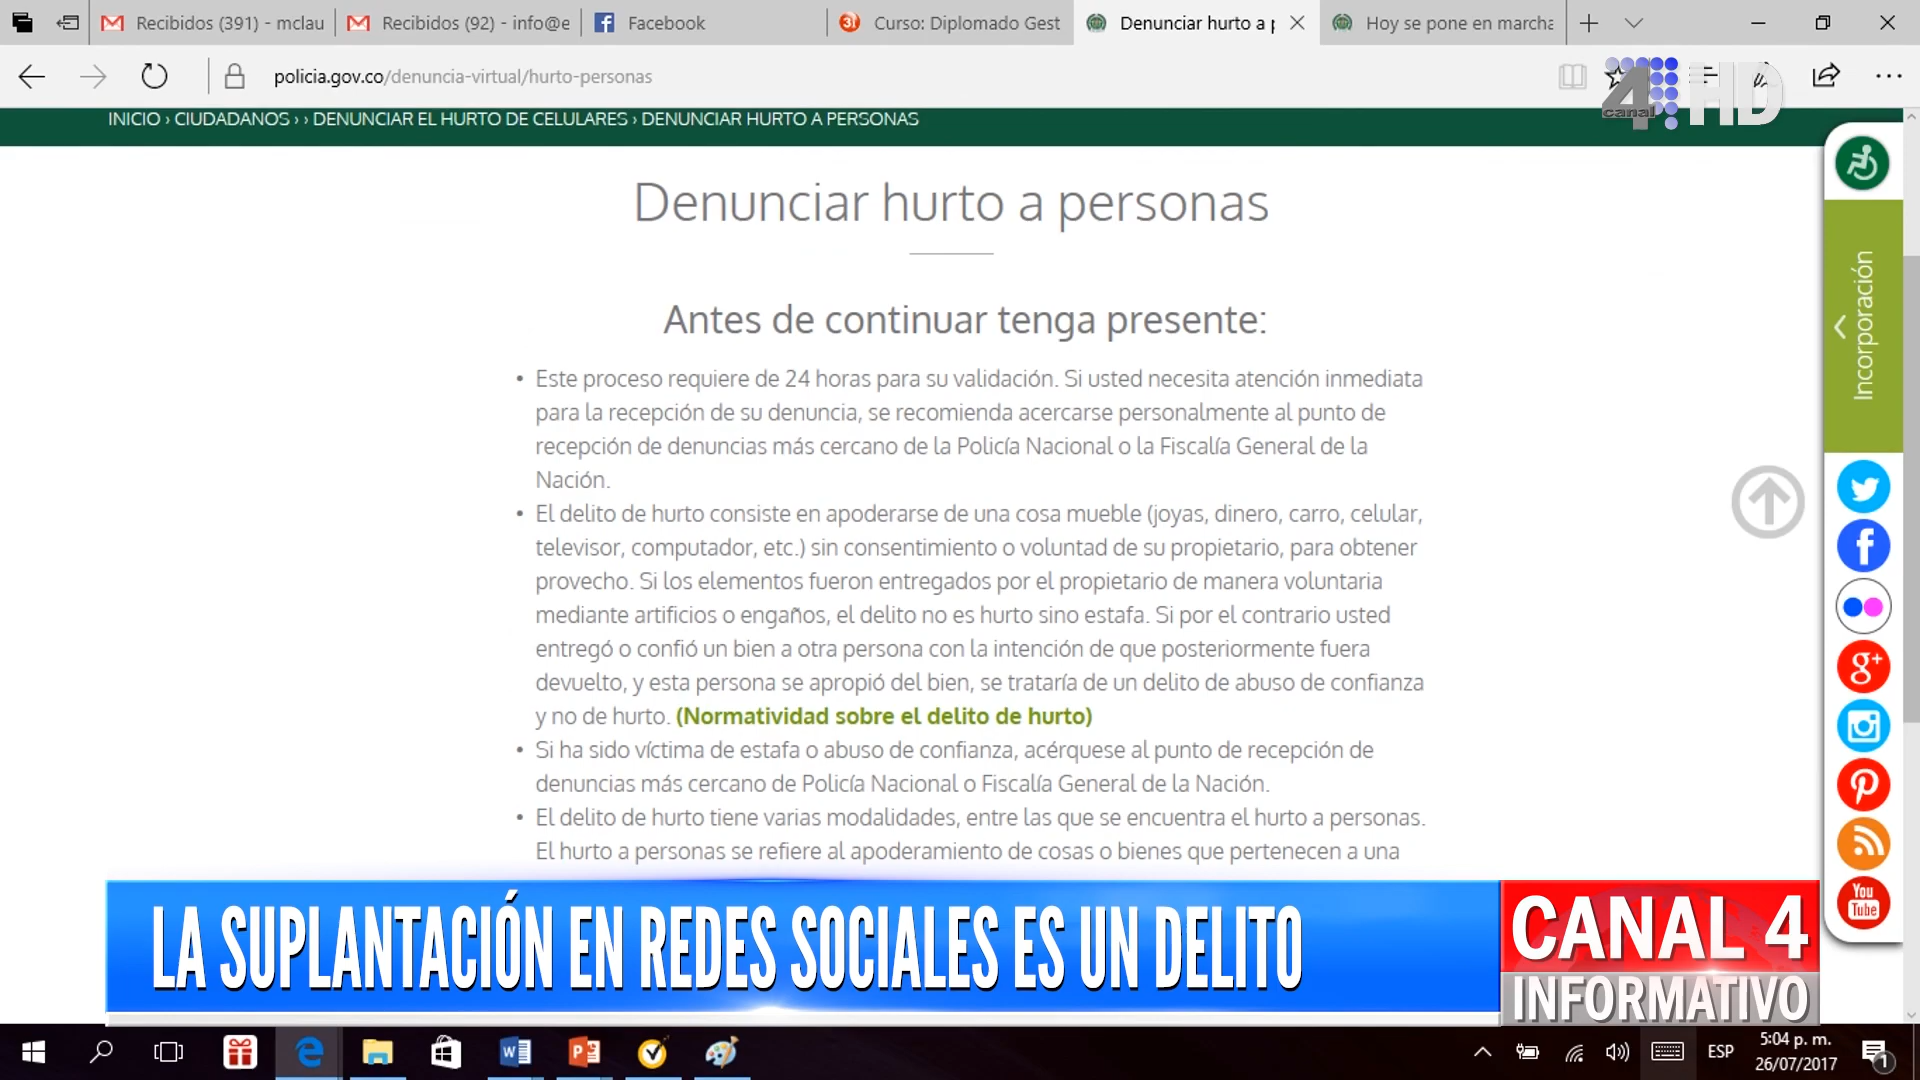 Recibidos (391) - mclau
Recibidos (92) - info@e
Facebook
Curso: Diplomado Gest
Denunciar hurto a p
Hoy se pone en marcha
policia.gov.co/denuncia-virtual/hurto-personas
4 canal HD
INICIO › CIUDADANOS › › DENUNCIAR EL HURTO DE CELULARES › DENUNCIAR HURTO A PERSONAS
Denunciar hurto a personas
Antes de continuar tenga presente:
• Este proceso requiere de 24 horas para su validación. Si usted necesita atención inmediata
para la recepción de su denuncia, se recomienda acercarse personalmente al punto de
recepción de denuncias más cercano de la Policía Nacional o la Fiscalía General de la
Nación.
• El delito de hurto consiste en apoderarse de una cosa mueble (joyas, dinero, carro, celular,
televisor, computador, etc.) sin consentimiento o voluntad de su propietario, para obtener
provecho. Si los elementos fueron entregados por el propietario de manera voluntaria
mediante artificios o engaños, el delito no es hurto sino estafa. Si por el contrario usted
entregó o confió un bien a otra persona con la intención de que posteriormente fuera
devuelto, y esta persona se apropió del bien, se trataría de un delito de abuso de confianza
y no de hurto. (Normatividad sobre el delito de hurto)
• Si ha sido víctima de estafa o abuso de confianza, acérquese al punto de recepción de
denuncias más cercano de Policía Nacional o Fiscalía General de la Nación.
• El delito de hurto tiene varias modalidades, entre las que se encuentra el hurto a personas.
El hurto a personas se refiere al apoderamiento de cosas o bienes que pertenecen a una
Incorporación
g+
You
Tube
LA SUPLANTACIÓN EN REDES SOCIALES ES UN DELITO
CANAL 4
INFORMATIVO
ESP
5:04 p. m.
26/07/2017
1